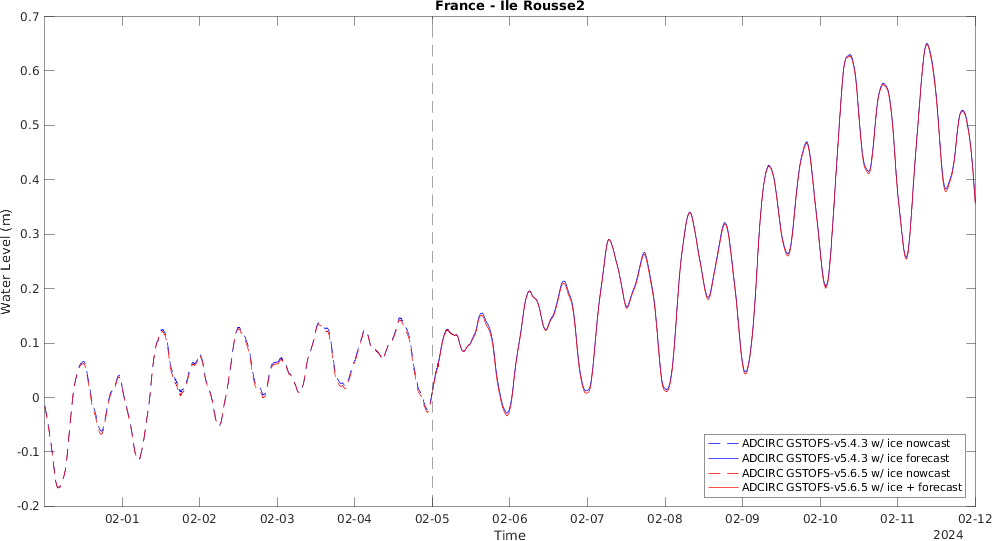 France - Ile Rousse2
0.7
0.6
0.5
0.4
0.3
0.2
0.1
0
-0.1
-0.2
Water Level (m)
02-01 02-02 02-03 02-04 02-05 02-06 02-07 02-08 02-09 02-10 02-11 02-12
Time
2024
ADCIRC GSTOFS-v5.4.3 w/ ice nowcast
ADCIRC GSTOFS-v5.4.3 w/ ice forecast
ADCIRC GSTOFS-v5.6.5 w/ ice nowcast
ADCIRC GSTOFS-v5.6.5 w/ ice + forecast